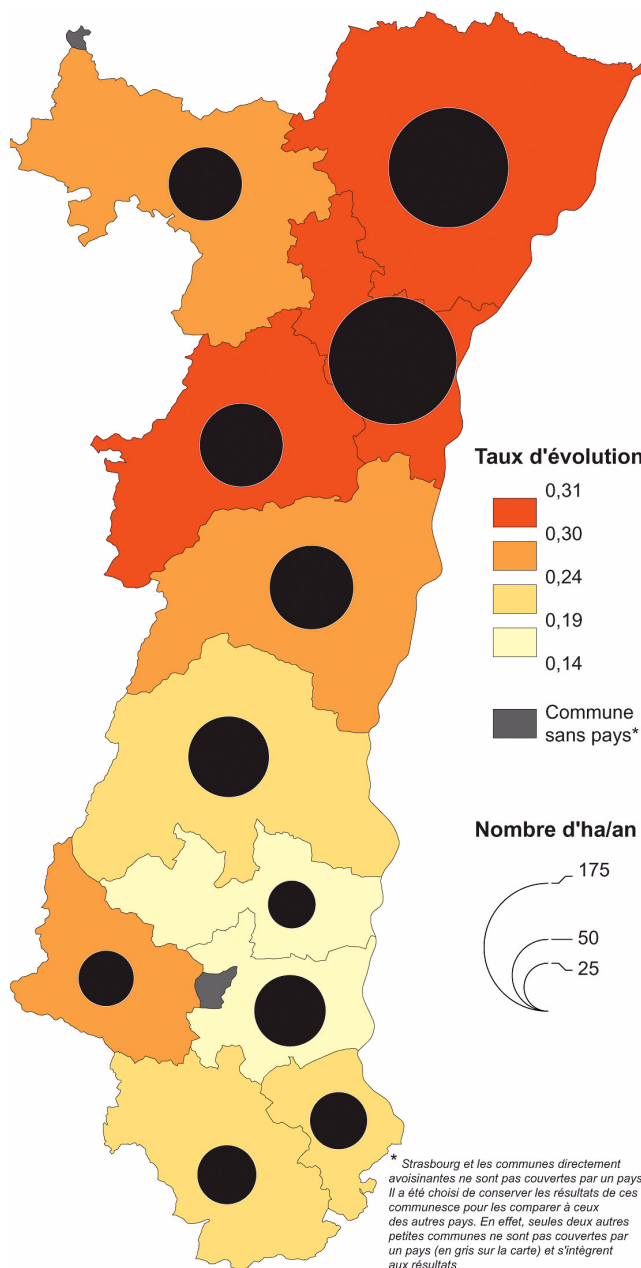 Taux d'évolution
0,31
0,30
0,24
0,19
0,14
Commune
sans pays*
Nombre d'ha/an
175
50
25
* Strasbourg et les communes directement
avoisinantes ne sont pas couvertes par un pays
Il a été choisi de conserver les résultats de ces
communesce pour les comparer à ceux
des autres pays. En effet, seules deux autres
petites communes ne sont pas couvertes par
un pays (en gris sur la carte) et s'intègrent
aux résultats